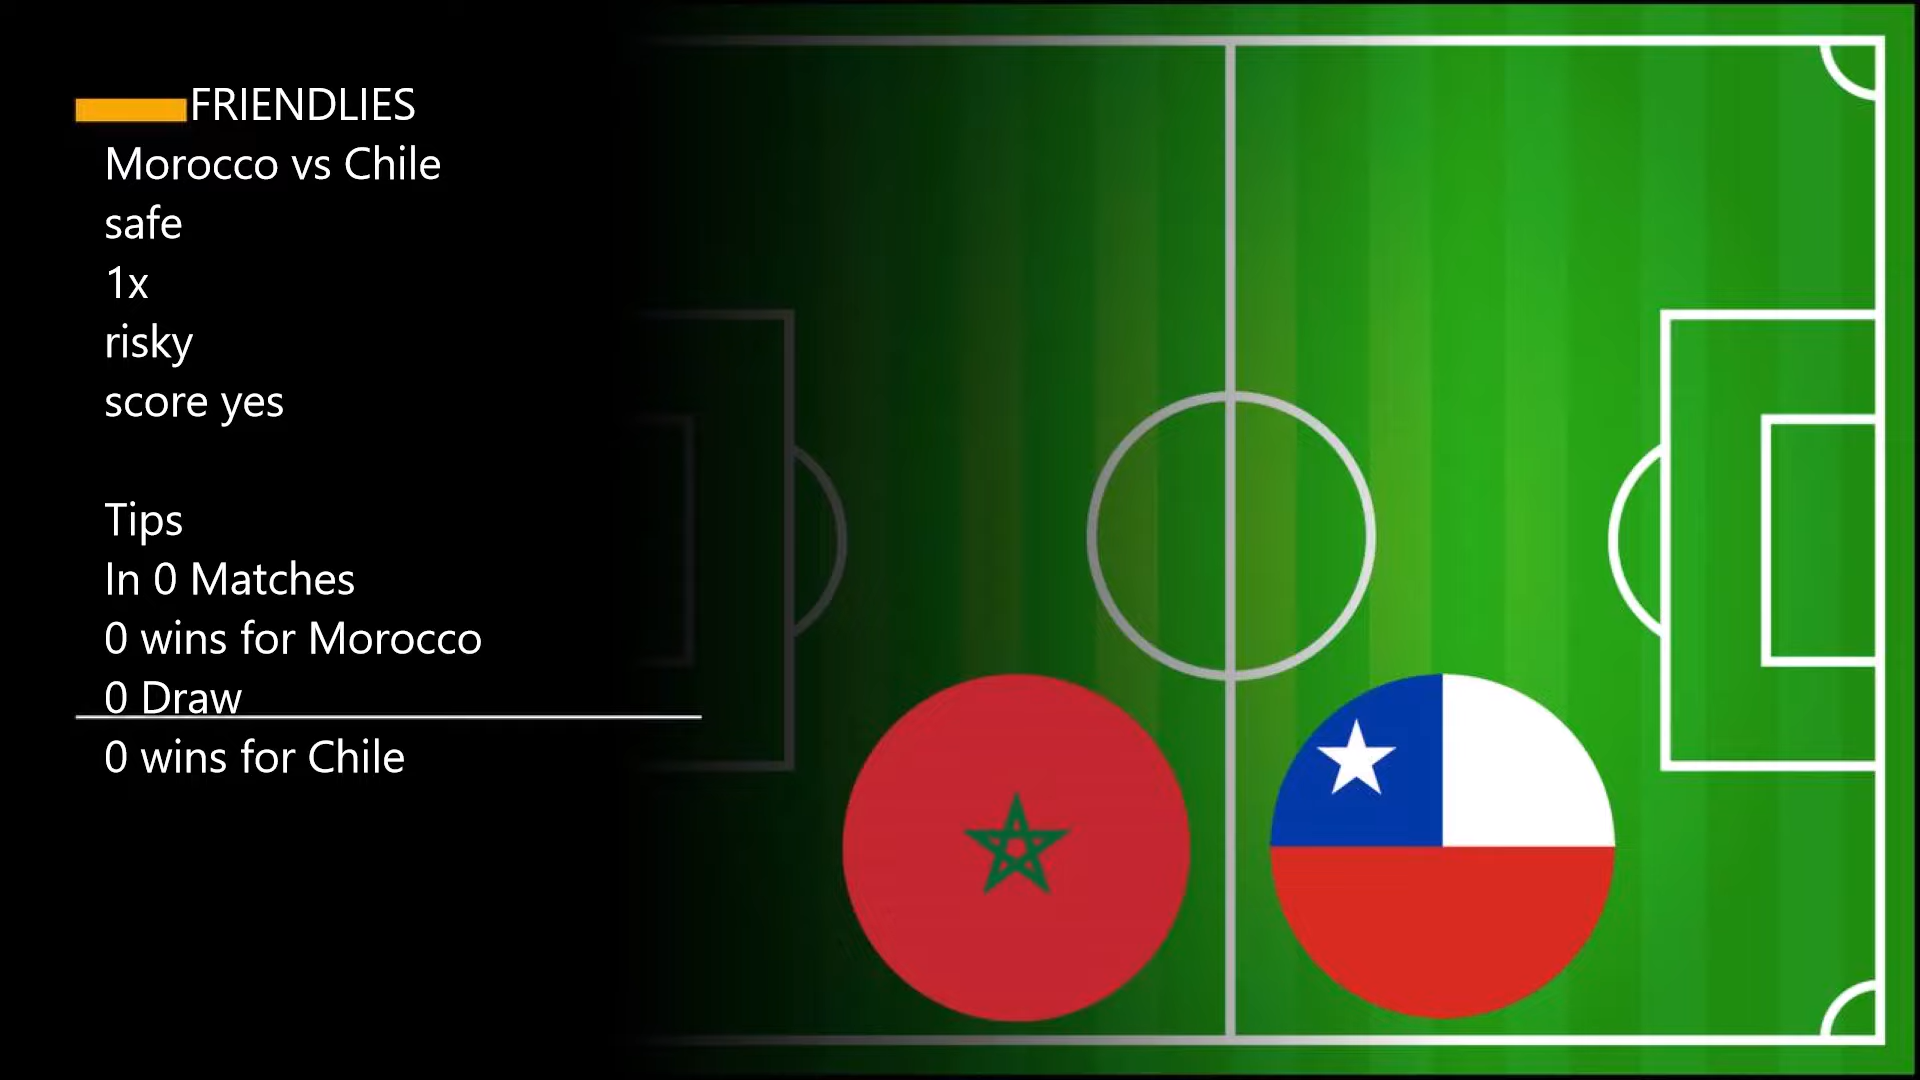 FRIENDLIES
Morocco vs Chile
safe
1x
risky
score yes
Tips
In 0 Matches
0 wins for Morocco
0 Draw
0 wins for Chile